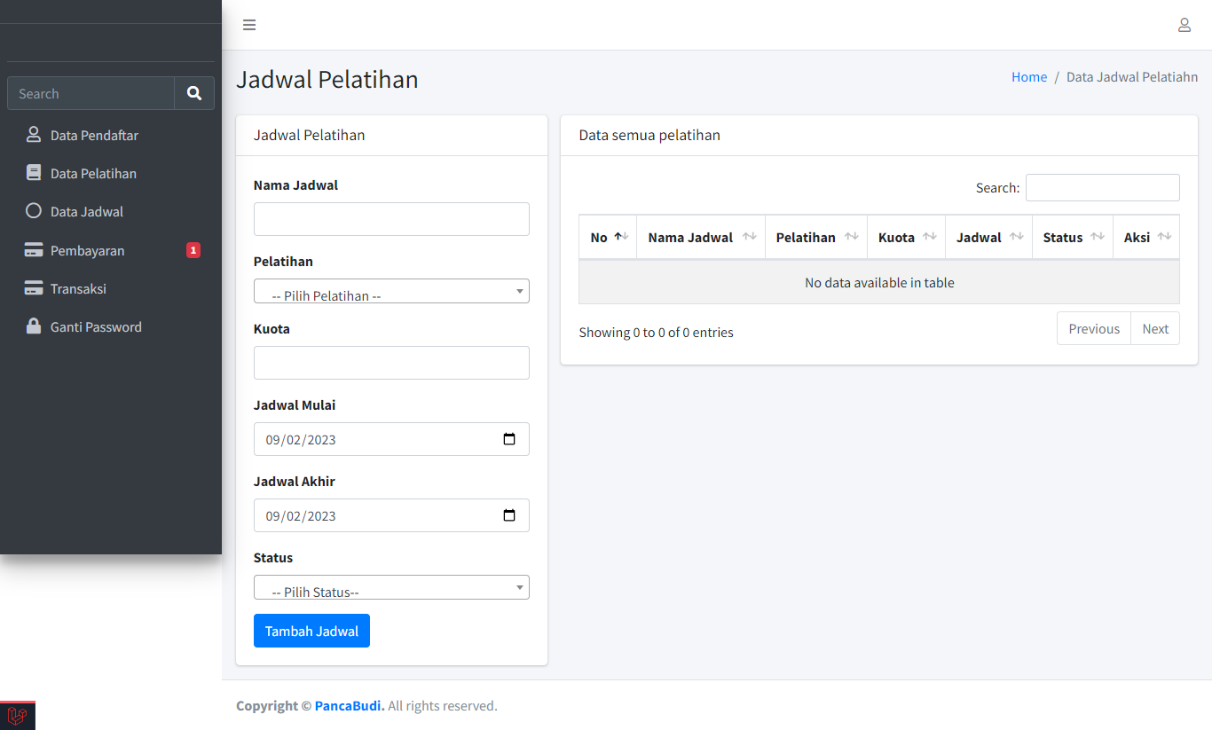 Search
Data Pendaftar
Data Pelatihan
Data Jadwal
Pembayaran 1
Transaksi
Ganti Password
Jadwal Pelatihan
Home / Data Jadwal Pelatiahn
Jadwal Pelatihan
Nama Jadwal
Pelatihan
-- Pilih Pelatihan --
Kuota
Jadwal Mulai
09/02/2023
Jadwal Akhir
09/02/2023
Status
-- Pilih Status--
Tambah Jadwal
Data semua pelatihan
Search:
No Nama Jadwal Pelatihan Kuota Jadwal Status Aksi
No data available in table
Showing 0 to 0 of 0 entries
Previous Next
Copyright © PancaBudi. All rights reserved.